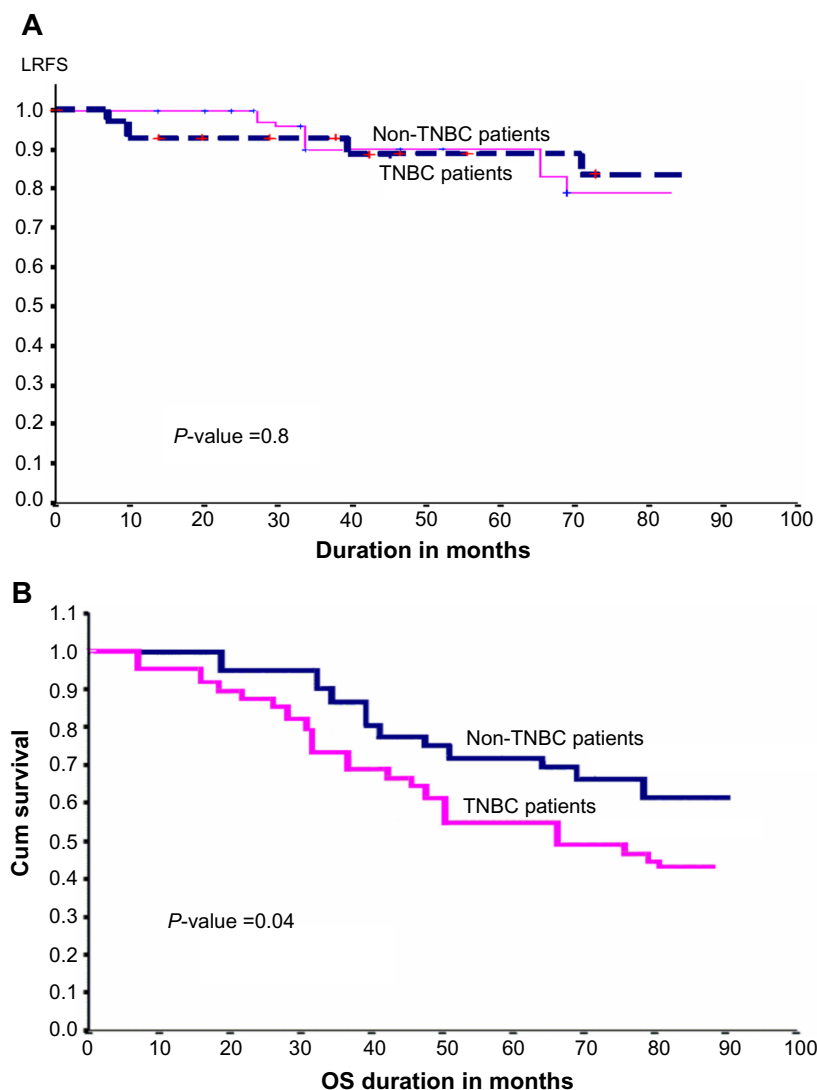 A
LRFS
1.0
0.9
0.8
0.7
0.6
0.5
0.4
0.3
0.2
0.1
0.0
Non-TNBC patients
TNBC patients
P-value =0.8
0 10 20 30 40 50 60 70 80 90 100
Duration in months
B
Cum survival
1.1
1.0
0.9
0.8
0.7
0.6
0.5
0.4
0.3
0.2
0.1
0.0
Non-TNBC patients
TNBC patients
P-value =0.04
0 10 20 30 40 50 60 70 80 90 100
OS duration in months